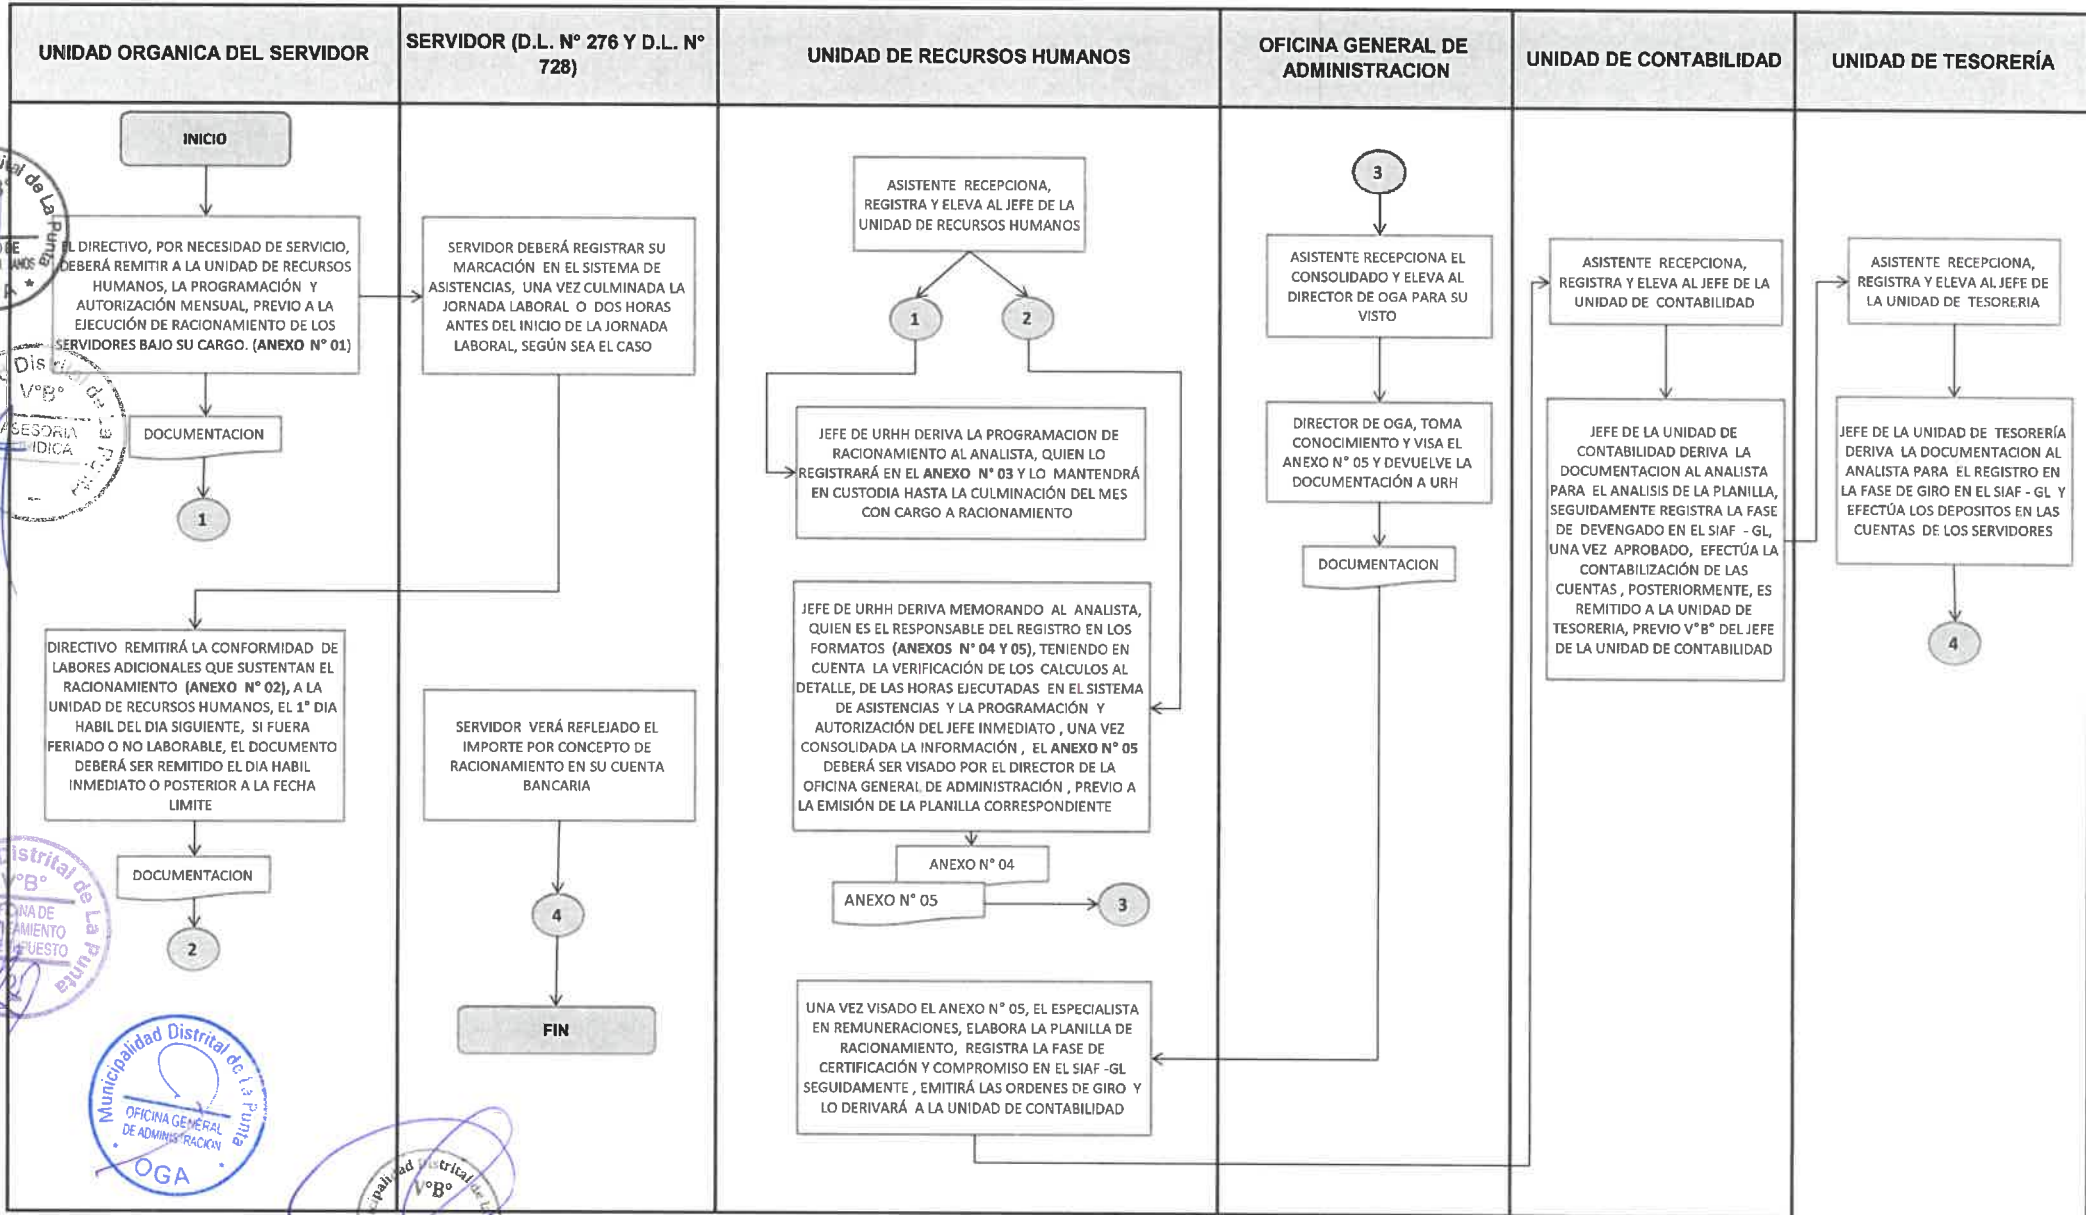 UNIDAD ORGANICA DEL SERVIDOR
SERVIDOR (D.L. N° 276 Y D.L. N°
728)
UNIDAD DE RECURSOS HUMANOS
OFICINA GENERAL DE
ADMINISTRACION
UNIDAD DE CONTABILIDAD
UNIDAD DE TESORERÍA
INICIO
EL DIRECTIVO, POR NECESIDAD DE SERVICIO,
DEBERÁ REMITIR A LA UNIDAD DE RECURSOS
HUMANOS, LA PROGRAMACIÓN Y
AUTORIZACIÓN MENSUAL, PREVIO A LA
EJECUCIÓN DE RACIONAMIENTO DE LOS
SERVIDORES BAJO SU CARGO. (ANEXO N° 01)
DOCUMENTACION
1
DIRECTIVO REMITIRÁ LA CONFORMIDAD DE
LABORES ADICIONALES QUE SUSTENTAN EL
RACIONAMIENTO (ANEXO N° 02), A LA
UNIDAD DE RECURSOS HUMANOS, EL 1° DIA
HABIL DEL DIA SIGUIENTE, SI FUERA
FERIADO O NO LABORABLE, EL DOCUMENTO
DEBERÁ SER REMITIDO EL DIA HABIL
INMEDIATO O POSTERIOR A LA FECHA
LIMITE
DOCUMENTACION
2
SERVIDOR DEBERÁ REGISTRAR SU
MARCACIÓN EN EL SISTEMA DE
ASISTENCIAS, UNA VEZ CULMINADA LA
JORNADA LABORAL O DOS HORAS
ANTES DEL INICIO DE LA JORNADA
LABORAL, SEGÚN SEA EL CASO
SERVIDOR VERÁ REFLEJADO EL
IMPORTE POR CONCEPTO DE
RACIONAMIENTO EN SU CUENTA
BANCARIA
4
FIN
ASISTENTE RECEPCIONA,
REGISTRA Y ELEVA AL JEFE DE LA
UNIDAD DE RECURSOS HUMANOS
1
2
JEFE DE URHH DERIVA LA PROGRAMACION DE
RACIONAMIENTO AL ANALISTA, QUIEN LO
REGISTRARÁ EN EL ANEXO N° 03 Y LO MANTENDRÁ
EN CUSTODIA HASTA LA CULMINACIÓN DEL MES
CON CARGO A RACIONAMIENTO
JEFE DE URHH DERIVA MEMORANDO AL ANALISTA,
QUIEN ES EL RESPONSABLE DEL REGISTRO EN LOS
FORMATOS (ANEXOS N° 04 Y 05), TENIENDO EN
CUENTA LA VERIFICACIÓN DE LOS CALCULOS AL
DETALLE, DE LAS HORAS EJECUTADAS EN EL SISTEMA
DE ASISTENCIAS Y LA PROGRAMACIÓN Y
AUTORIZACIÓN DEL JEFE INMEDIATO , UNA VEZ
CONSOLIDADA LA INFORMACIÓN , EL ANEXO N° 05
DEBERÁ SER VISADO POR EL DIRECTOR DE LA
OFICINA GENERAL DE ADMINISTRACIÓN , PREVIO A
LA EMISIÓN DE LA PLANILLA CORRESPONDIENTE
ANEXO N° 04
ANEXO N° 05
3
UNA VEZ VISADO EL ANEXO N° 05, EL ESPECIALISTA
EN REMUNERACIONES, ELABORA LA PLANILLA DE
RACIONAMIENTO, REGISTRA LA FASE DE
CERTIFICACIÓN Y COMPROMISO EN EL SIAF -GL
SEGUIDAMENTE , EMITIRÁ LAS ORDENES DE GIRO Y
LO DERIVARÁ A LA UNIDAD DE CONTABILIDAD
3
ASISTENTE RECEPCIONA EL
CONSOLIDADO Y ELEVA AL
DIRECTOR DE OGA PARA SU
VISTO
DIRECTOR DE OGA, TOMA
CONOCIMIENTO Y VISA EL
ANEXO N° 05 Y DEVUELVE LA
DOCUMENTACIÓN A URH
DOCUMENTACION
ASISTENTE RECEPCIONA,
REGISTRA Y ELEVA AL JEFE DE LA
UNIDAD DE CONTABILIDAD
JEFE DE LA UNIDAD DE
CONTABILIDAD DERIVA LA
DOCUMENTACION AL ANALISTA
PARA EL ANALISIS DE LA PLANILLA,
SEGUIDAMENTE REGISTRA LA FASE
DE DEVENGADO EN EL SIAF - GL,
UNA VEZ APROBADO, EFECTÚA LA
CONTABILIZACIÓN DE LAS
CUENTAS , POSTERIORMENTE, ES
REMITIDO A LA UNIDAD DE
TESORERIA, PREVIO V°B° DEL JEFE
DE LA UNIDAD DE CONTABILIDAD
ASISTENTE RECEPCIONA,
REGISTRA Y ELEVA AL JEFE DE
LA UNIDAD DE TESORERIA
JEFE DE LA UNIDAD DE TESORERÍA
DERIVA LA DOCUMENTACIÓN AL
ANALISTA PARA EL REGISTRO EN
LA FASE DE GIRO EN EL SIAF - GL Y
EFECTÚA LOS DEPOSITOS EN LAS
CUENTAS DE LOS SERVIDORES
4
de La Punta
V°B°
ASESORIA
Distrital de La Punta
V°B°
Municipalidad Distrital de La Punta
OFICINA GENERAL
DE ADMINISTRACIÓN
OGA
V°B°